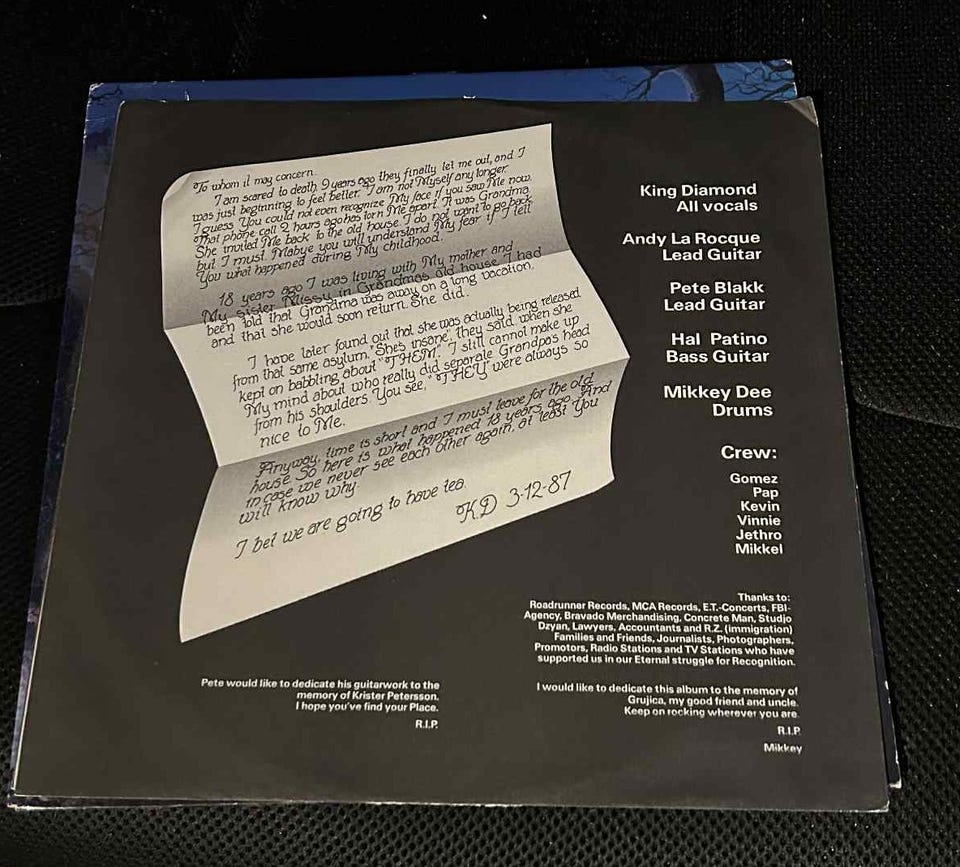 To whom it may concern.
I am scared to death. 9 years ago they finally let me out, and I
was just beginning to feel better. I am not Myself any longer.
I guess You could not even recognize My face if you saw Me now.
That phone call 2 hours ago has torn Me apart. It was Grandma.
She invited Me back to the old house. I do not want to go back,
but I must. Mabye you will understand My fear if I tell
You what happened during My childhood.
18 years ago I was living with My mother and
My sister Missy in Grandmas old house I had
been told that Grandma was away on a long vacation,
and that she would soon return. She did.
I have later found out that she was actually being released
from that same asylum. "She's insane", they said when she
kept on babbling about "THEM". I still cannot make up
My mind about who really did separale Grandpa's head
from his shoulders. You see, "THEY" were always so
nice to Me.
Anyway, time is short and I must leave for the old
house. So here is what happened 18 years ago. And
in case we never see each other again, at least You
will know why.
I bet we are going to have tea.
K.D 3-12-87
King Diamond
All vocals
Andy La Rocque
Lead Guitar
Pete Blakk
Lead Guitar
Hal Patino
Bass Guitar
Mikkey Dee
Drums
Crew:
Gomez
Pap
Kevin
Vinnie
Jethro
Mikkel
Thanks to:
Roadrunner Records, MCA Records, E.T.-Concerts, FBI-
Agency, Bravado Merchandising, Concrete Man, Studio
Dzyan, Lawyers, Accountants and R.Z. (immigration)
Families and Friends, Journalists, Photographers,
Promotors, Radio Stations and TV Stations who have
supported us in our Eternal struggle for Recognition.
Pete would like to dedicate his guitarwork to the
memory of Krister Petersson.
I hope you've find your Place.
R.I.P.
I would like to dedicate this album to the memory of
Grujica, my good friend and uncle.
Keep on rocking wherever you are.
R.I.P.
Mikkey